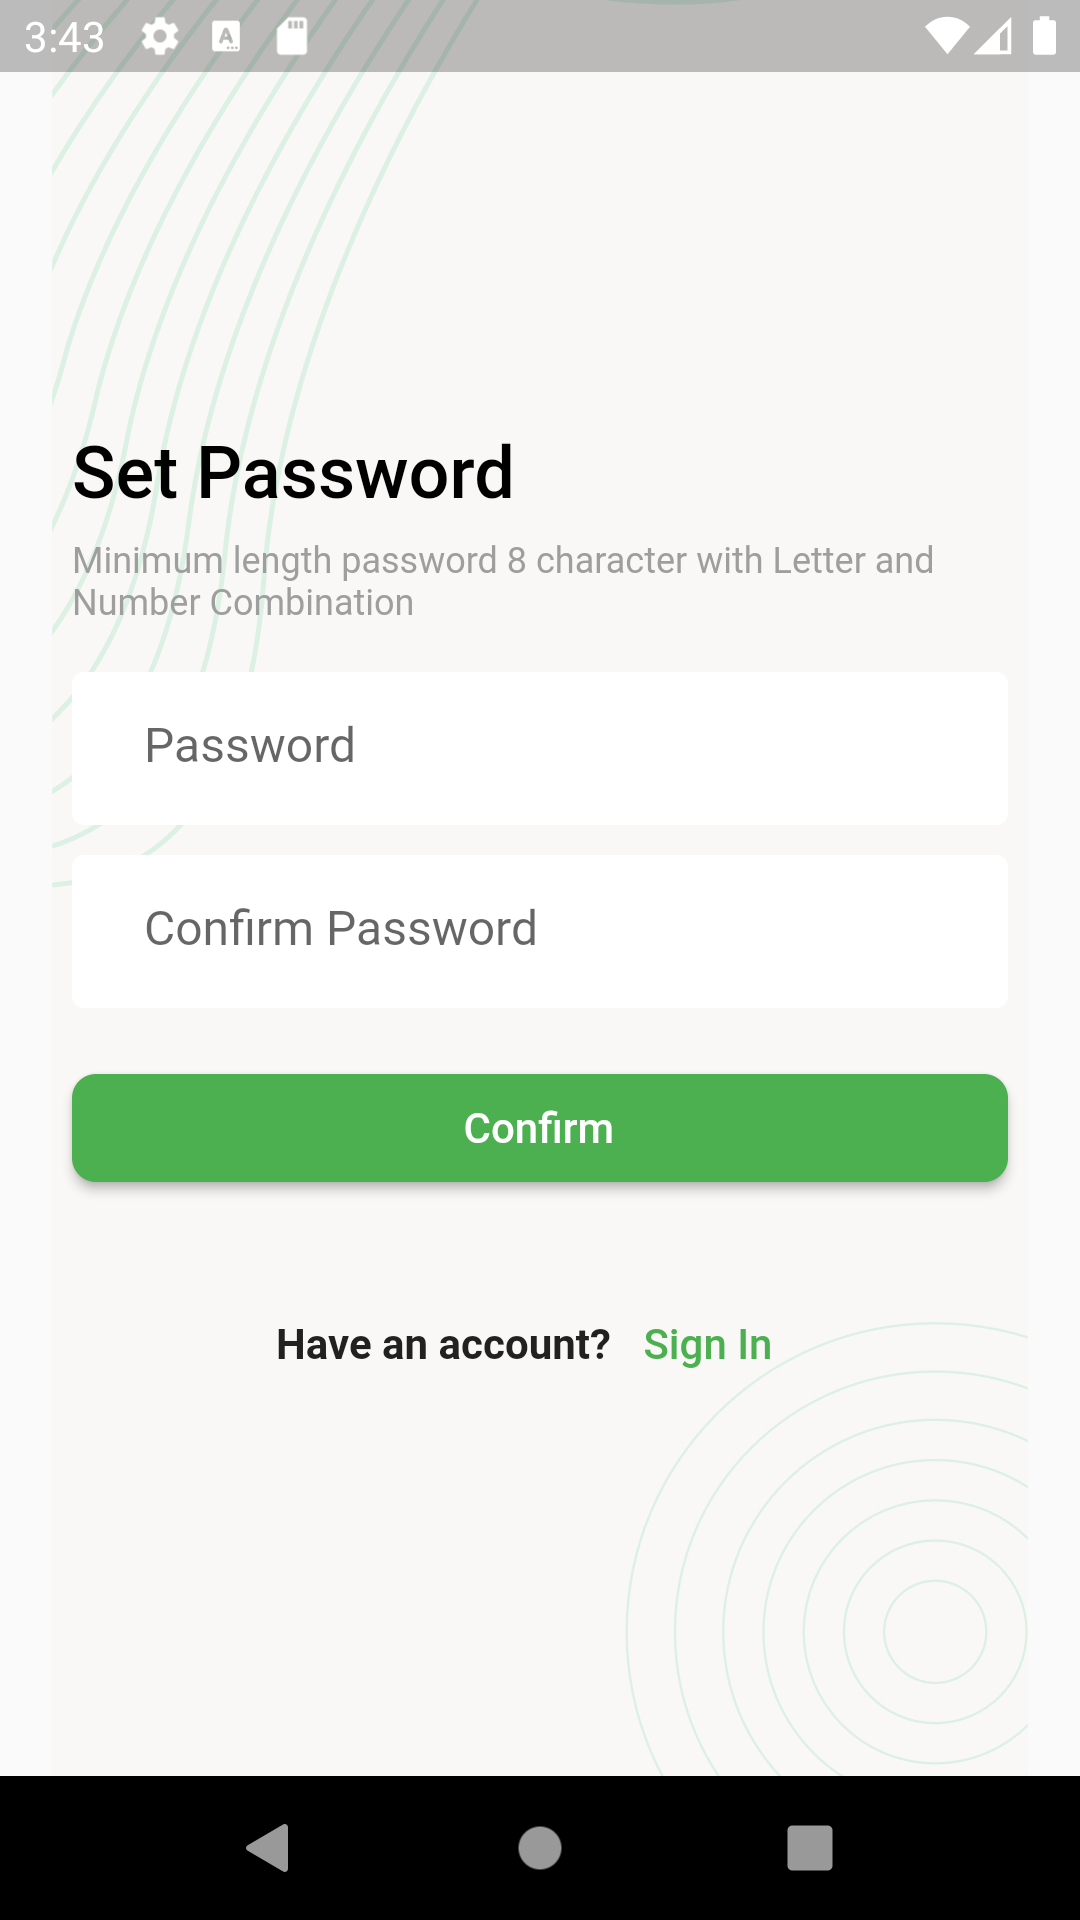 3:43
Set Password
Minimum length password 8 character with Letter and
Number Combination
Password
Confirm Password
Confirm
Have an account? Sign In